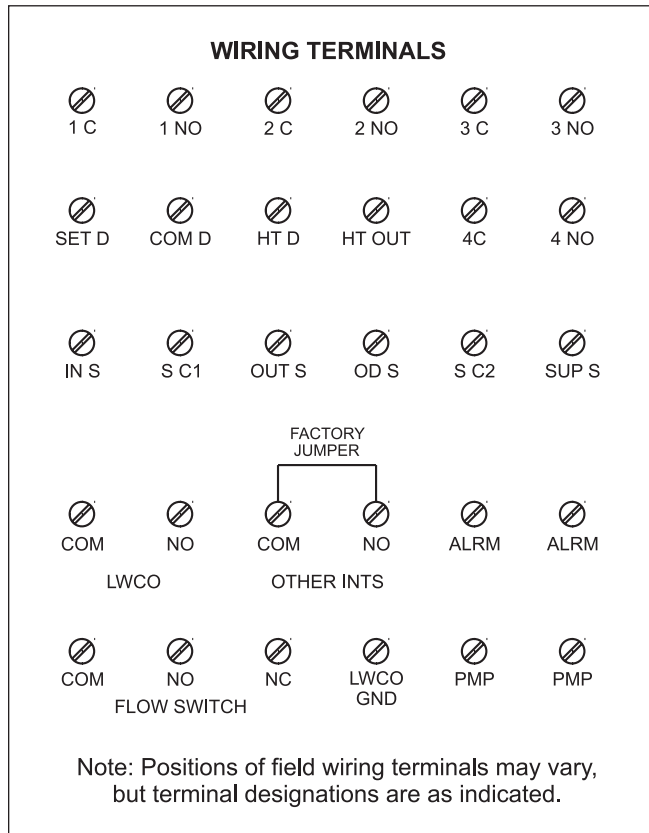 WIRING TERMINALS
1 C 1 NO 2 C 2 NO 3 C 3 NO
SET D COM D HT D HT OUT 4C 4 NO
IN S S C1 OUT S OD S S C2 SUP S
FACTORY
JUMPER
COM NO COM NO ALRM ALRM
LWCO OTHER INTS
COM NO NC LWCO GND PMP PMP
FLOW SWITCH
Note: Positions of field wiring terminals may vary,
but terminal designations are as indicated.